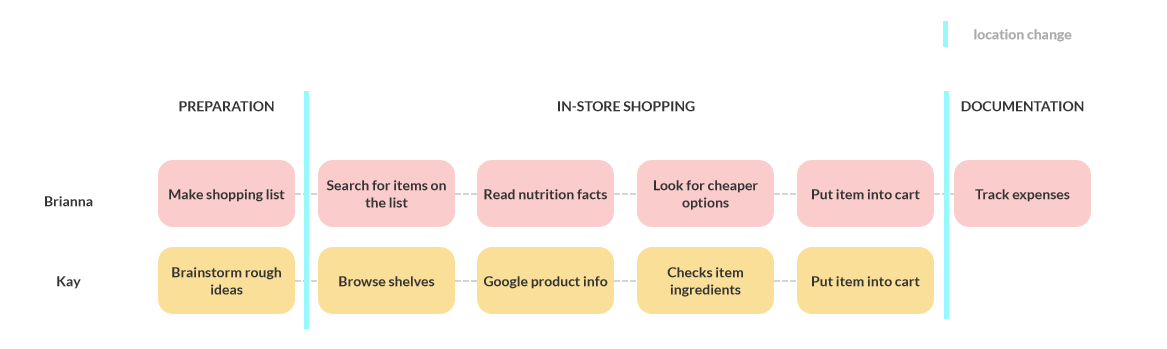 location change
PREPARATION
IN-STORE SHOPPING
DOCUMENTATION
Brianna
Make shopping list
Search for items on
the list
Read nutrition facts
Look for cheaper
options
Put item into cart
Track expenses
Kay
Brainstorm rough
ideas
Browse shelves
Google product info
Checks item
ingredients
Put item into cart